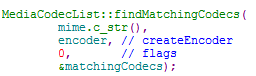 MediaCodecList::findMatchingCodecs(
mime.c_str(),
encoder, // createEncoder
0,       // flags
&matchingCodecs);